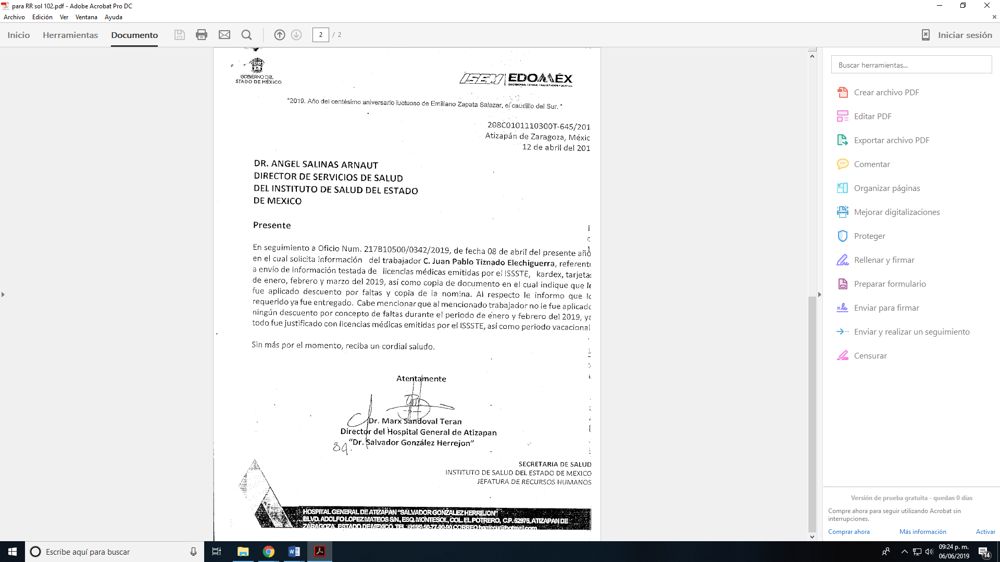 para RR sol 102.pdf - Adobe Acrobat Pro DC
Archivo Edición Ver Ventana Ayuda
Inicio Herramientas Documento 2 / 2 Iniciar sesión
GOBIERNO DEL
STADO DE MÉXICO
ISEM EDOMÉX
"2019. Año del centésimo aniversario luctuoso de Emiliano Zapata Salazar, el caudillo del Sur. "
208C0101110300T-645/201
Atizapán de Zaragoza, Méxic
12 de abril del 201
DR. ANGEL SALINAS ARNAUT
DIRECTOR DE SERVICIOS DE SALUD
DEL INSTITUTO DE SALUD DEL ESTADO
DE MEXICO
Presente
En seguimiento a Oficio Num. 217B10500/0342/2019, de fecha 08 de abril del presente año
en el cual solicita información del trabajador C. Juan Pablo Tiznado Elechiguerra, referent
a envío de información testada de licencias médicas emitidas por el ISSSTE, kardex, tarjetas
de enero, febrero y marzo del 2019, así como copia de documento en el cual indique que le
fue aplicado descuento por faltas y copia de la nomina. Al respecto le informo que lo
requerido ya fue entregado. Cabe mencionar que al mencionado trabajador no le fue aplicado
ningún descuento por concepto de faltas durante el periodo de enero y febrero del 2019, ya
todo fue justificado con licencias médicas emitidas por el ISSSTE, así como periodo vacacional
Sin más por el momento, reciba un cordial saludo.
Atentamente
Dr. Marx Sandoval Teran
Director del Hospital General de Atizapan
"Dr. Salvador González Herrejon"
SECRETARIA DE SALUD
INSTITUTO DE SALUD DEL ESTADO DE MEXICO
JEFATURA DE RECURSOS HUMANOS
HOSPITAL GENERAL DE ATIZAPAN "SALVADOR GONZALEZ HERREJON"
BLVD. ADOLFO LOPEZ MATEOS S/N, ESQ. MONTESOL. COL. EL POTRERO, C.P. 52975, ATIZAPAN DE
ZARAGOZA, ESTADO DE MEXICO. TEL. (0155) 50-77-00-90 CORREO
Buscar herramientas...
Crear archivo PDF
Editar PDF
Exportar archivo PDF
Comentar
Organizar páginas
Mejorar digitalizaciones
Proteger
Rellenar y firmar
Preparar formulario
Enviar para firmar
Enviar y realizar un seguimiento
Censurar
Versión de prueba gratuita - quedan 0 días
Compre ahora para seguir utilizando Acrobat sin
interrupciones.
Comprar ahora Más información Activar
Escribe aquí para buscar
09:24 p. m.
06/06/2019
14